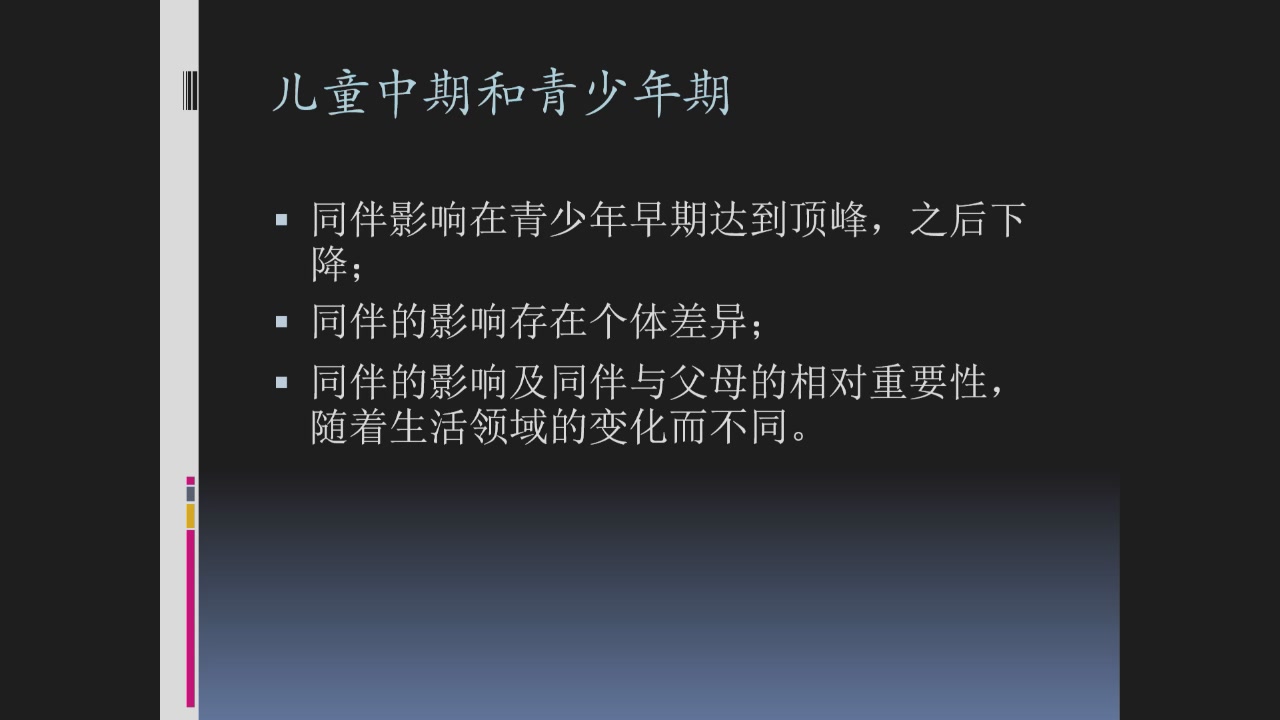 儿童中期和青少年期
同伴影响在青少年早期达到顶峰，之后下
降；
同伴的影响存在个体差异；
同伴的影响及同伴与父母的相对重要性，
随着生活领域的变化而不同。